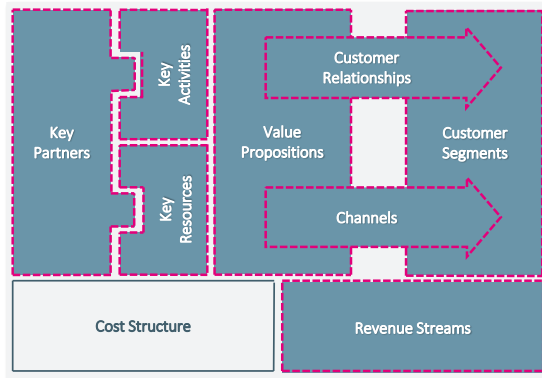 Key
Partners
Key
Activities
Key
Resources
Value
Propositions
Customer
Relationships
Channels
Customer
Segments
Cost Structure
Revenue Streams